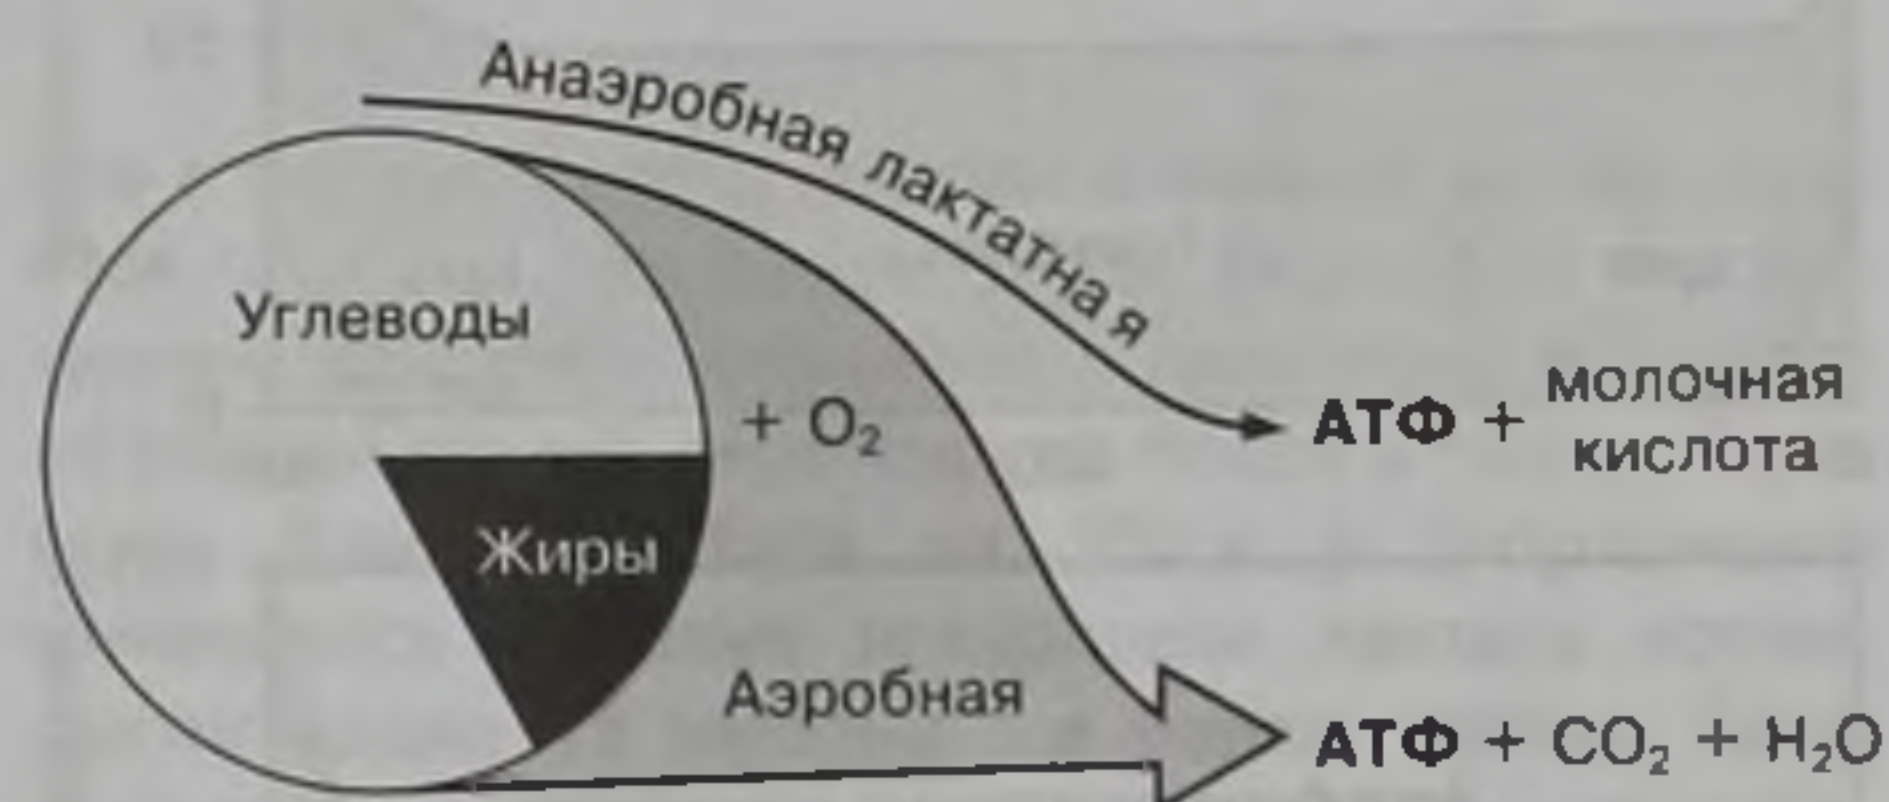 Анаэробная лактатная
Углеводы
+ O₂
АТФ + молочная кислота
Жиры
Аэробная
АТФ + CO₂ + H₂O